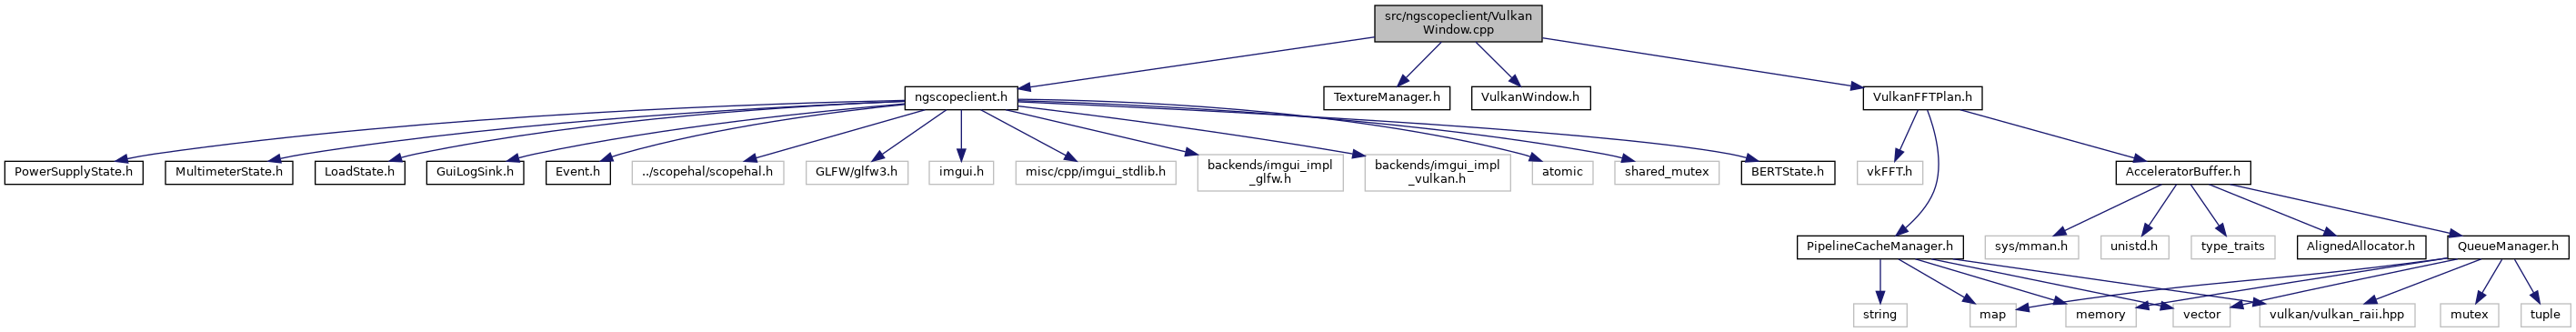 src/ngscopeclient/Vulkan
Window.cpp
ngscopeclient.h
TextureManager.h
VulkanWindow.h
VulkanFFTPlan.h
PowerSupplyState.h
MultimeterState.h
LoadState.h
GuiLogSink.h
Event.h
../scopehal/scopehal.h
GLFW/glfw3.h
imgui.h
misc/cpp/imgui_stdlib.h
backends/imgui_impl
_glfw.h
backends/imgui_impl
_vulkan.h
atomic
shared_mutex
BERTState.h
vkFFT.h
AcceleratorBuffer.h
PipelineCacheManager.h
sys/mman.h
unistd.h
type_traits
AlignedAllocator.h
QueueManager.h
string
map
memory
vector
vulkan/vulkan_raii.hpp
mutex
tuple